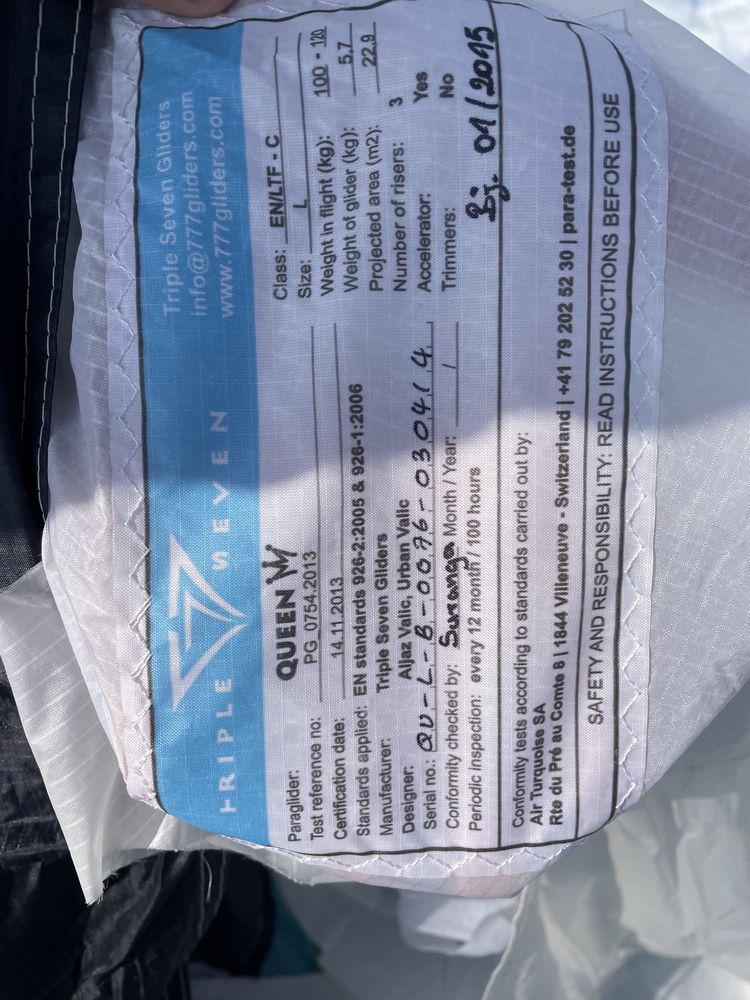 TRIPLE SEVEN
Triple Seven Gliders
info@777gliders.com
www.777gliders.com
Paraglider: QUEEN
Test reference no: PG_0754.2013
Certification date: 14.11.2013
Standards applied: EN standards 926-2:2005 & 926-1:2006
Manufacturer: Triple Seven Gliders
Designer: Aljaz Valic, Urban Valic
Serial no.: QU-L-B-0076-030414
Conformity checked by: Suranga Month / Year: /
Periodic Inspection: every 12 month / 100 hours
Class: EN/LTF - C
Size: L
Weight in flight (kg): 100 - 120
Weight of glider (kg): 5,7
Projected area (m2): 22,9
Number of risers: 3
Accelerator: Yes
Trimmers: No
01/2015
Conformity tests according to standards carried out by:
Air Turquoise SA
Rte du Pré au Comte 8 | 1844 Villeneuve - Switzerland | +41 79 202 52 30 | para-test.de
SAFETY AND RESPONSIBILITY: READ INSTRUCTIONS BEFORE USE